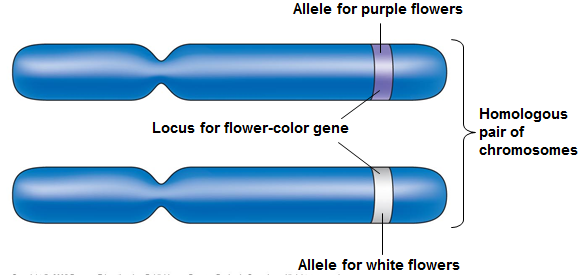 Allele for purple flowers
Locus for flower-color gene
Homologous
pair of
chromosomes
Allele for white flowers